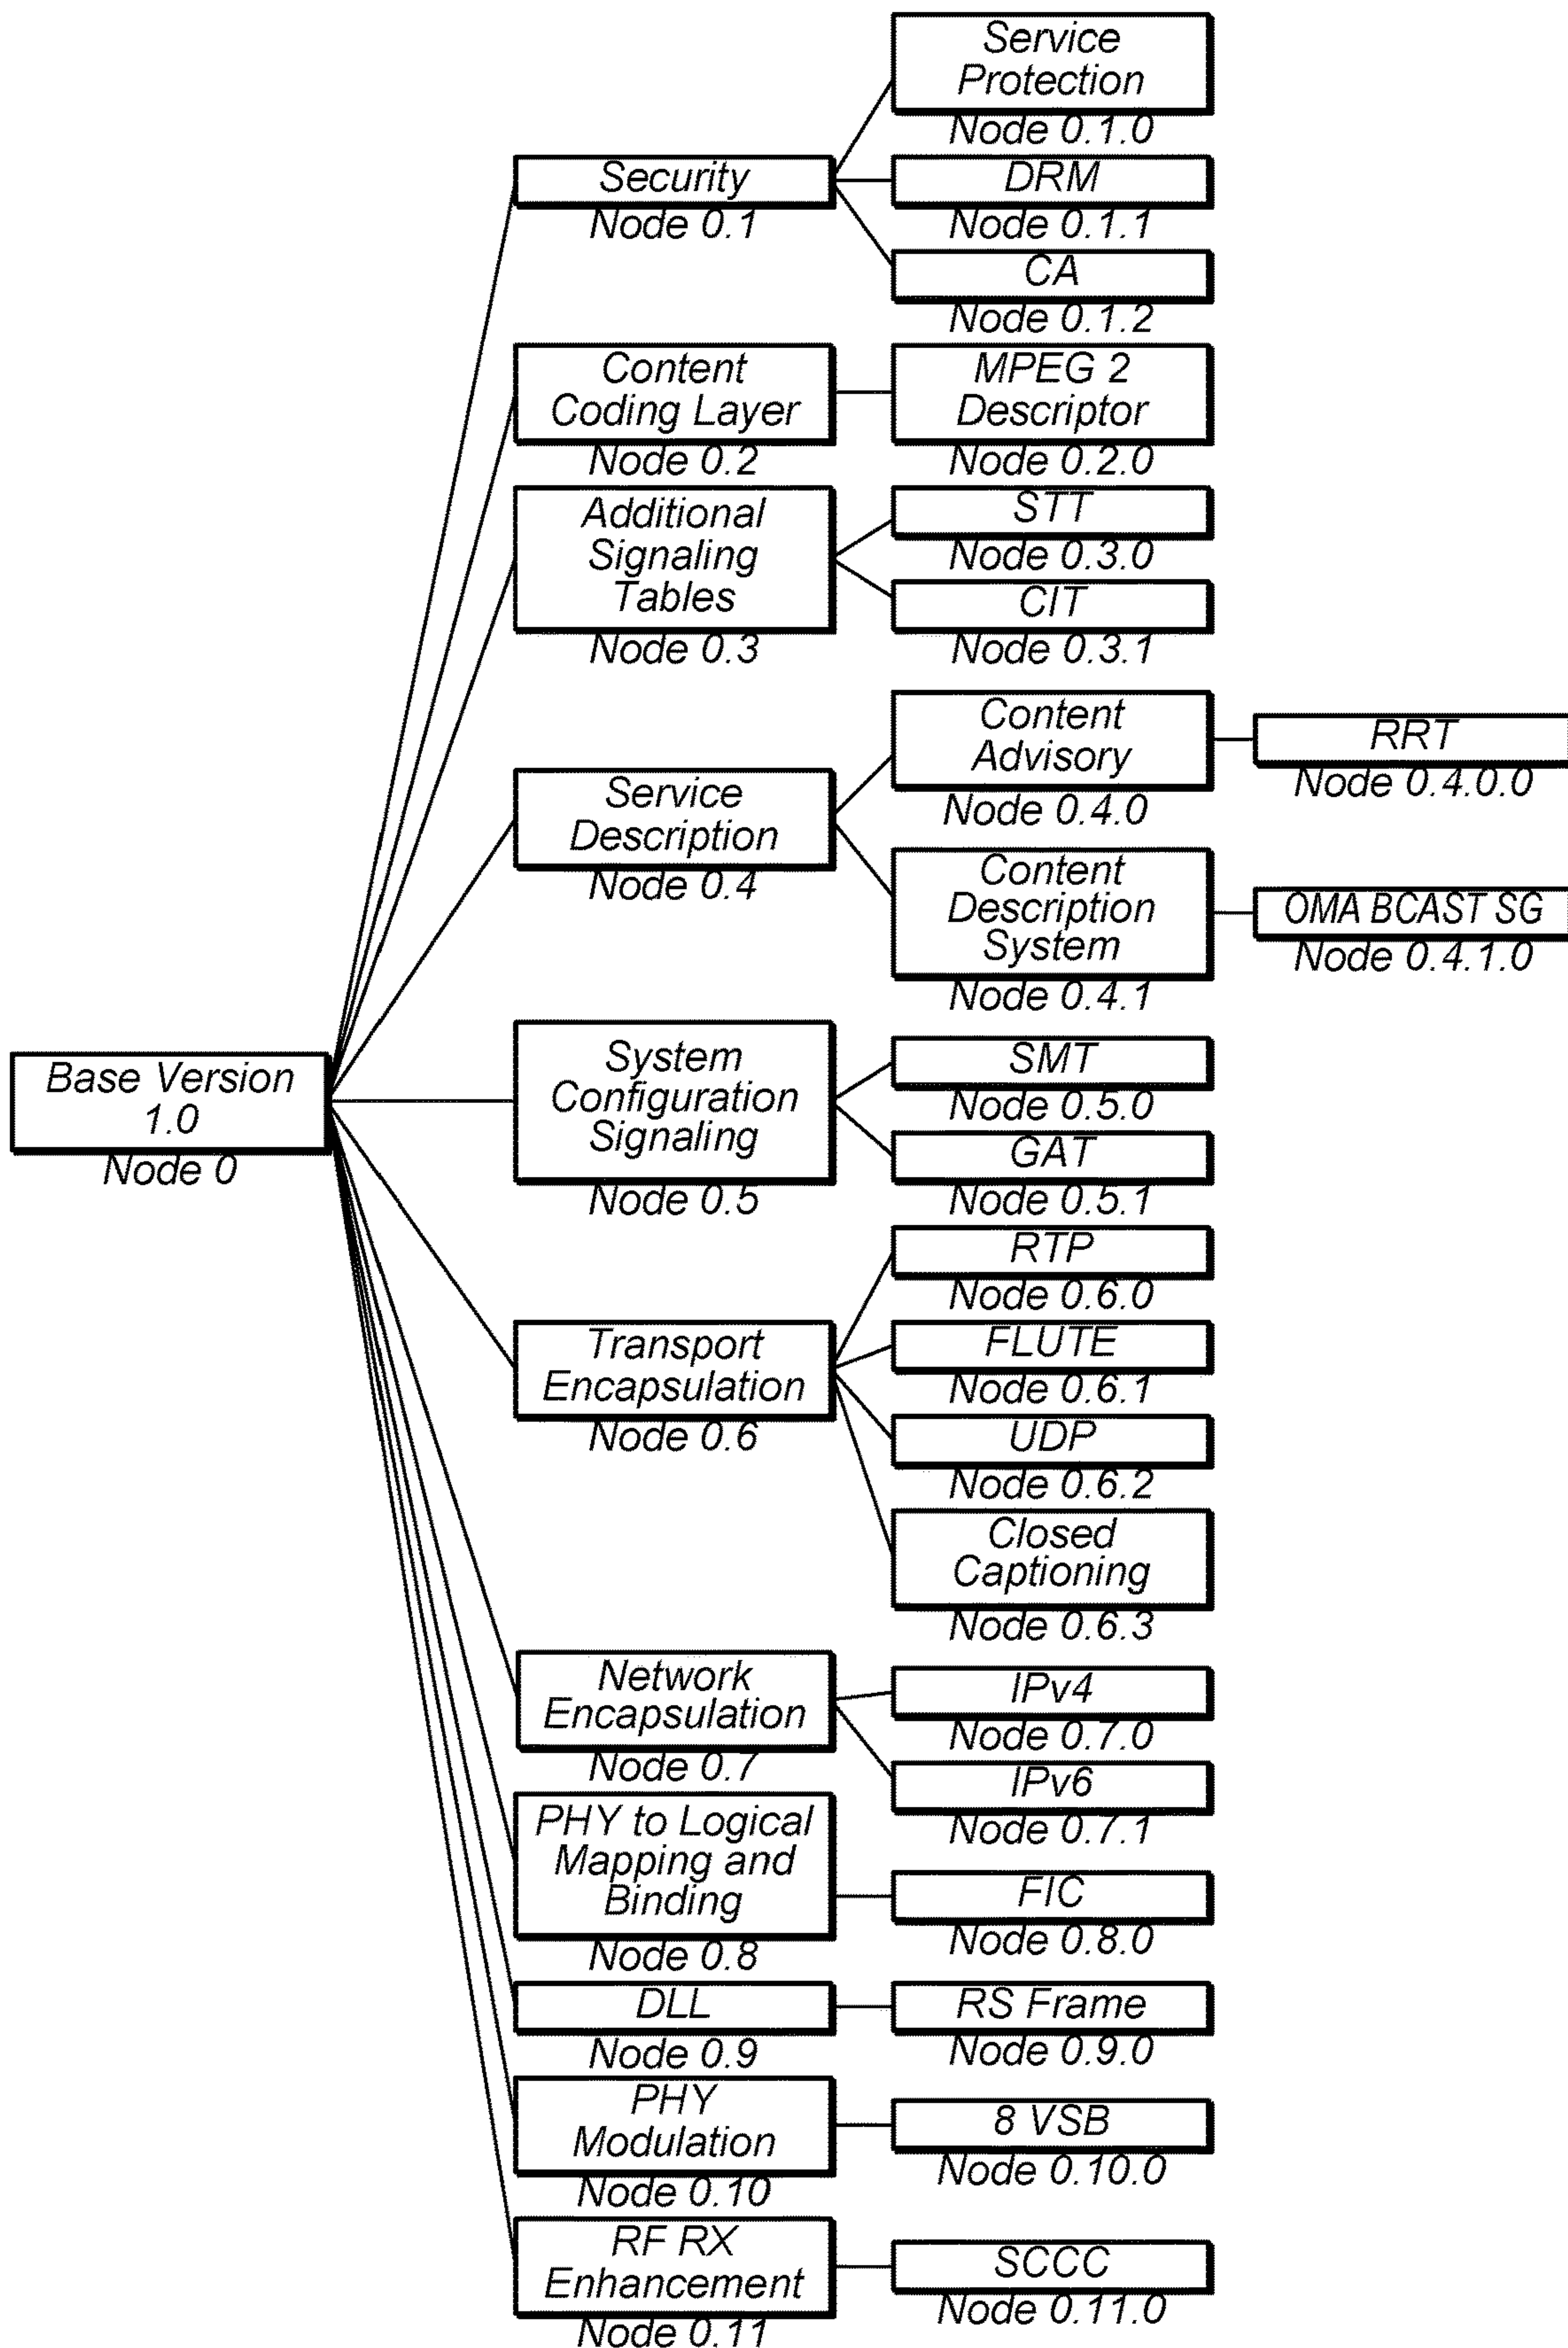 Base Version
1.0
Node 0
Security
Node 0.1
Service
Protection
Node 0.1.0
DRM
Node 0.1.1
CA
Node 0.1.2
Content
Coding Layer
Node 0.2
MPEG 2
Descriptor
Node 0.2.0
Additional
Signaling
Tables
Node 0.3
STT
Node 0.3.0
CIT
Node 0.3.1
Service
Description
Node 0.4
Content
Advisory
Node 0.4.0
RRT
Node 0.4.0.0
Content
Description
System
Node 0.4.1
OMA BCAST SG
Node 0.4.1.0
System
Configuration
Signaling
Node 0.5
SMT
Node 0.5.0
GAT
Node 0.5.1
Transport
Encapsulation
Node 0.6
RTP
Node 0.6.0
FLUTE
Node 0.6.1
UDP
Node 0.6.2
Closed
Captioning
Node 0.6.3
Network
Encapsulation
Node 0.7
IPv4
Node 0.7.0
IPv6
Node 0.7.1
PHY to Logical
Mapping and
Binding
Node 0.8
FIC
Node 0.8.0
DLL
Node 0.9
RS Frame
Node 0.9.0
PHY
Modulation
Node 0.10
8 VSB
Node 0.10.0
RF RX
Enhancement
Node 0.11
SCCC
Node 0.11.0